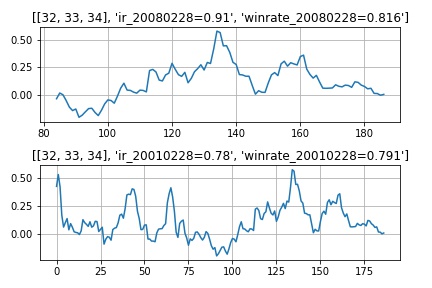 [[32, 33, 34], 'ir_20080228=0.91', 'winrate_20080228=0.816']
0.50
0.25
0.00
80 100 120 140 160 180
[[32, 33, 34], 'ir_20010228=0.78', 'winrate_20010228=0.791']
0.50
0.25
0.00
0 25 50 75 100 125 150 175